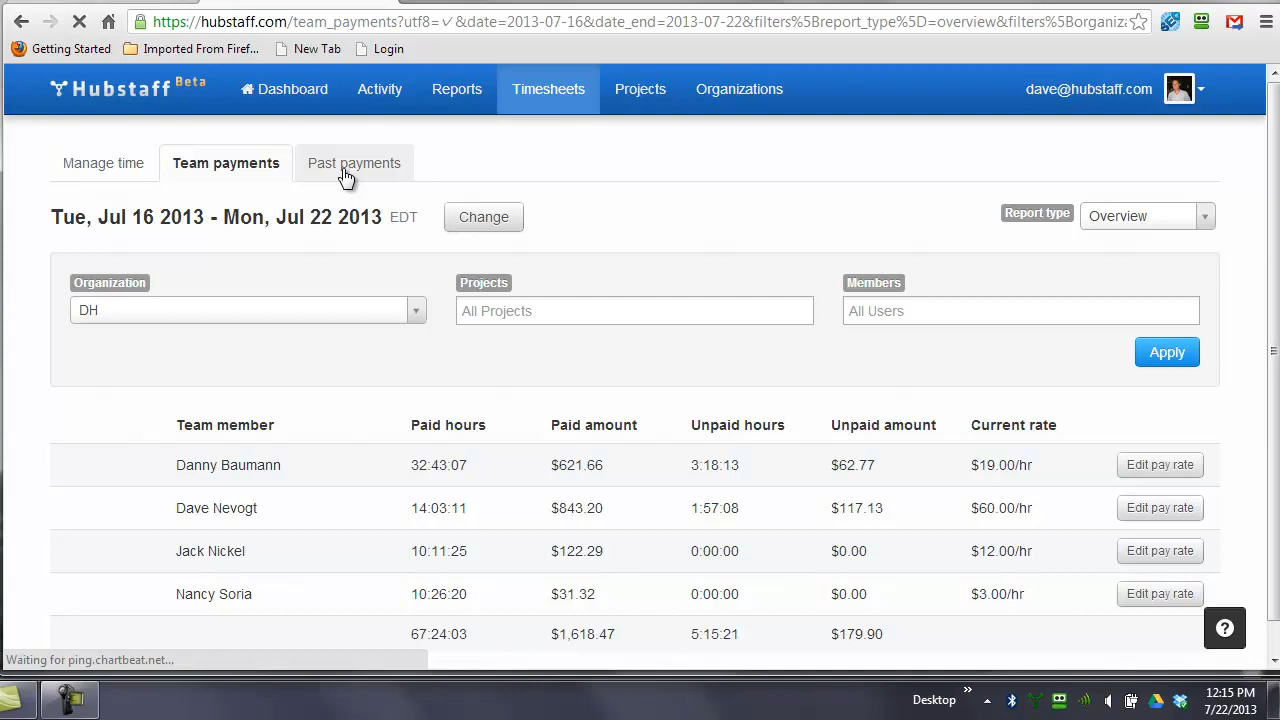 https://hubstaff.com/team_payments?utf8=✓&date=2013-07-16&date_end=2013-07-22&filters%5Breport_type%5D=overview&filters%5Borganiza
Getting Started Imported From Firef... New Tab Login
Hubstaff Beta Dashboard Activity Reports Timesheets Projects Organizations dave@hubstaff.com
Manage time Team payments Past payments
Tue, Jul 16 2013 - Mon, Jul 22 2013 EDT Change Report type Overview
Organization Projects Members
DH All Projects All Users
Apply
Team member Paid hours Paid amount Unpaid hours Unpaid amount Current rate
Danny Baumann 32:43:07 $621.66 3:18:13 $62.77 $19.00/hr Edit pay rate
Dave Nevogt 14:03:11 $843.20 1:57:08 $117.13 $60.00/hr Edit pay rate
Jack Nickel 10:11:25 $122.29 0:00:00 $0.00 $12.00/hr Edit pay rate
Nancy Soria 10:26:20 $31.32 0:00:00 $0.00 $3.00/hr Edit pay rate
67:24:03 $1,618.47 5:15:21 $179.90
?
Waiting for ping.chartbeat.net...
Desktop » 12:15 PM
7/22/2013